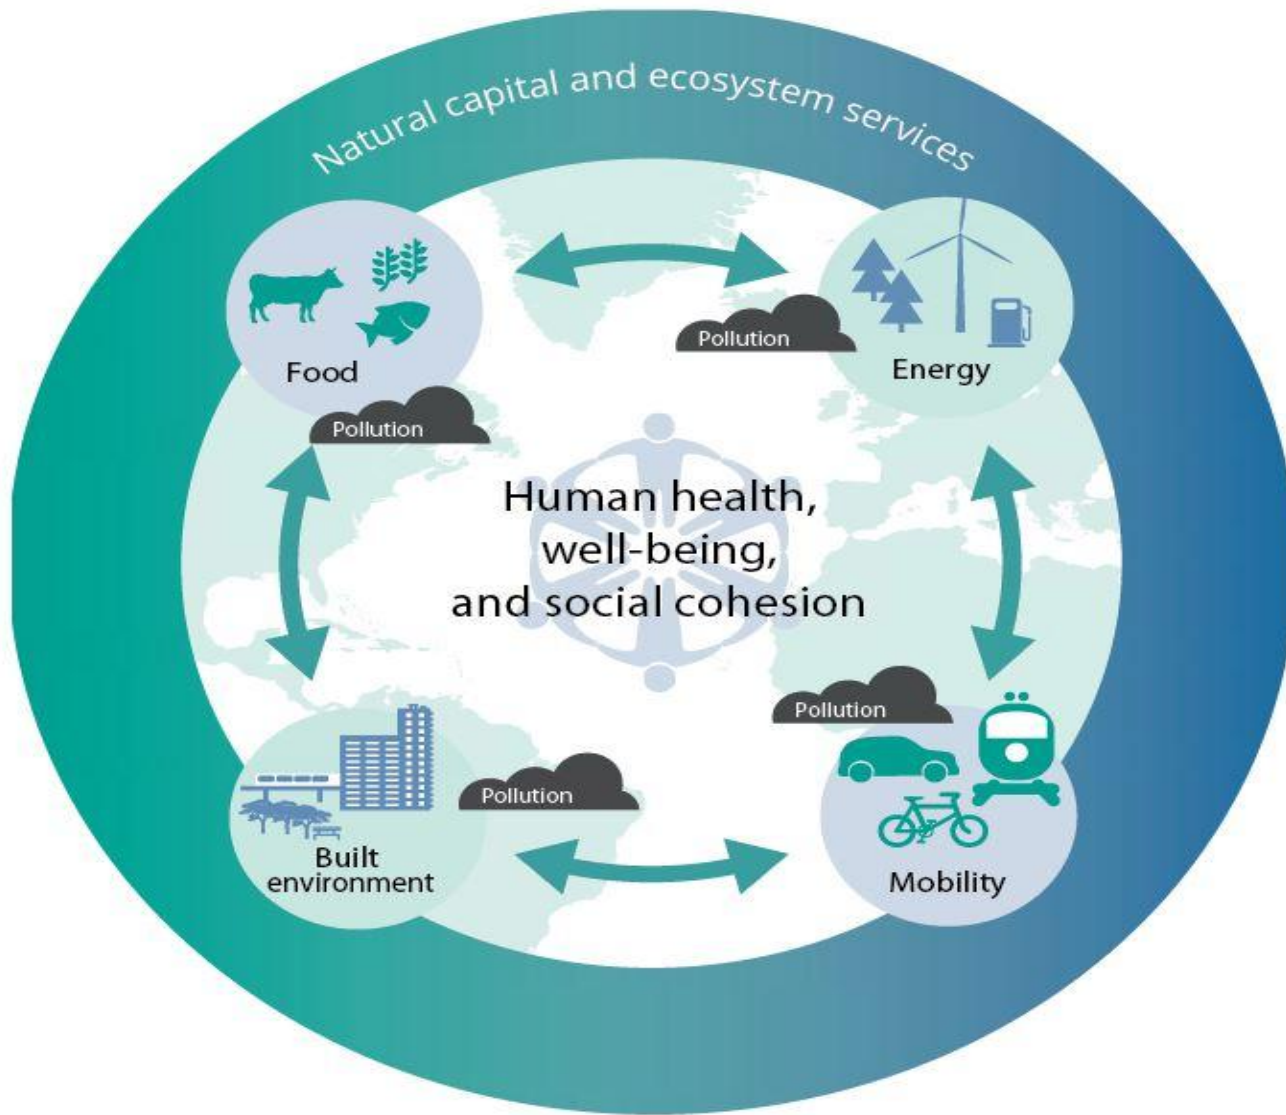 Natural capital and ecosystem services
Food
Pollution
Pollution
Energy
Human health,
well-being,
and social cohesion
Pollution
Built
environment
Pollution
Mobility